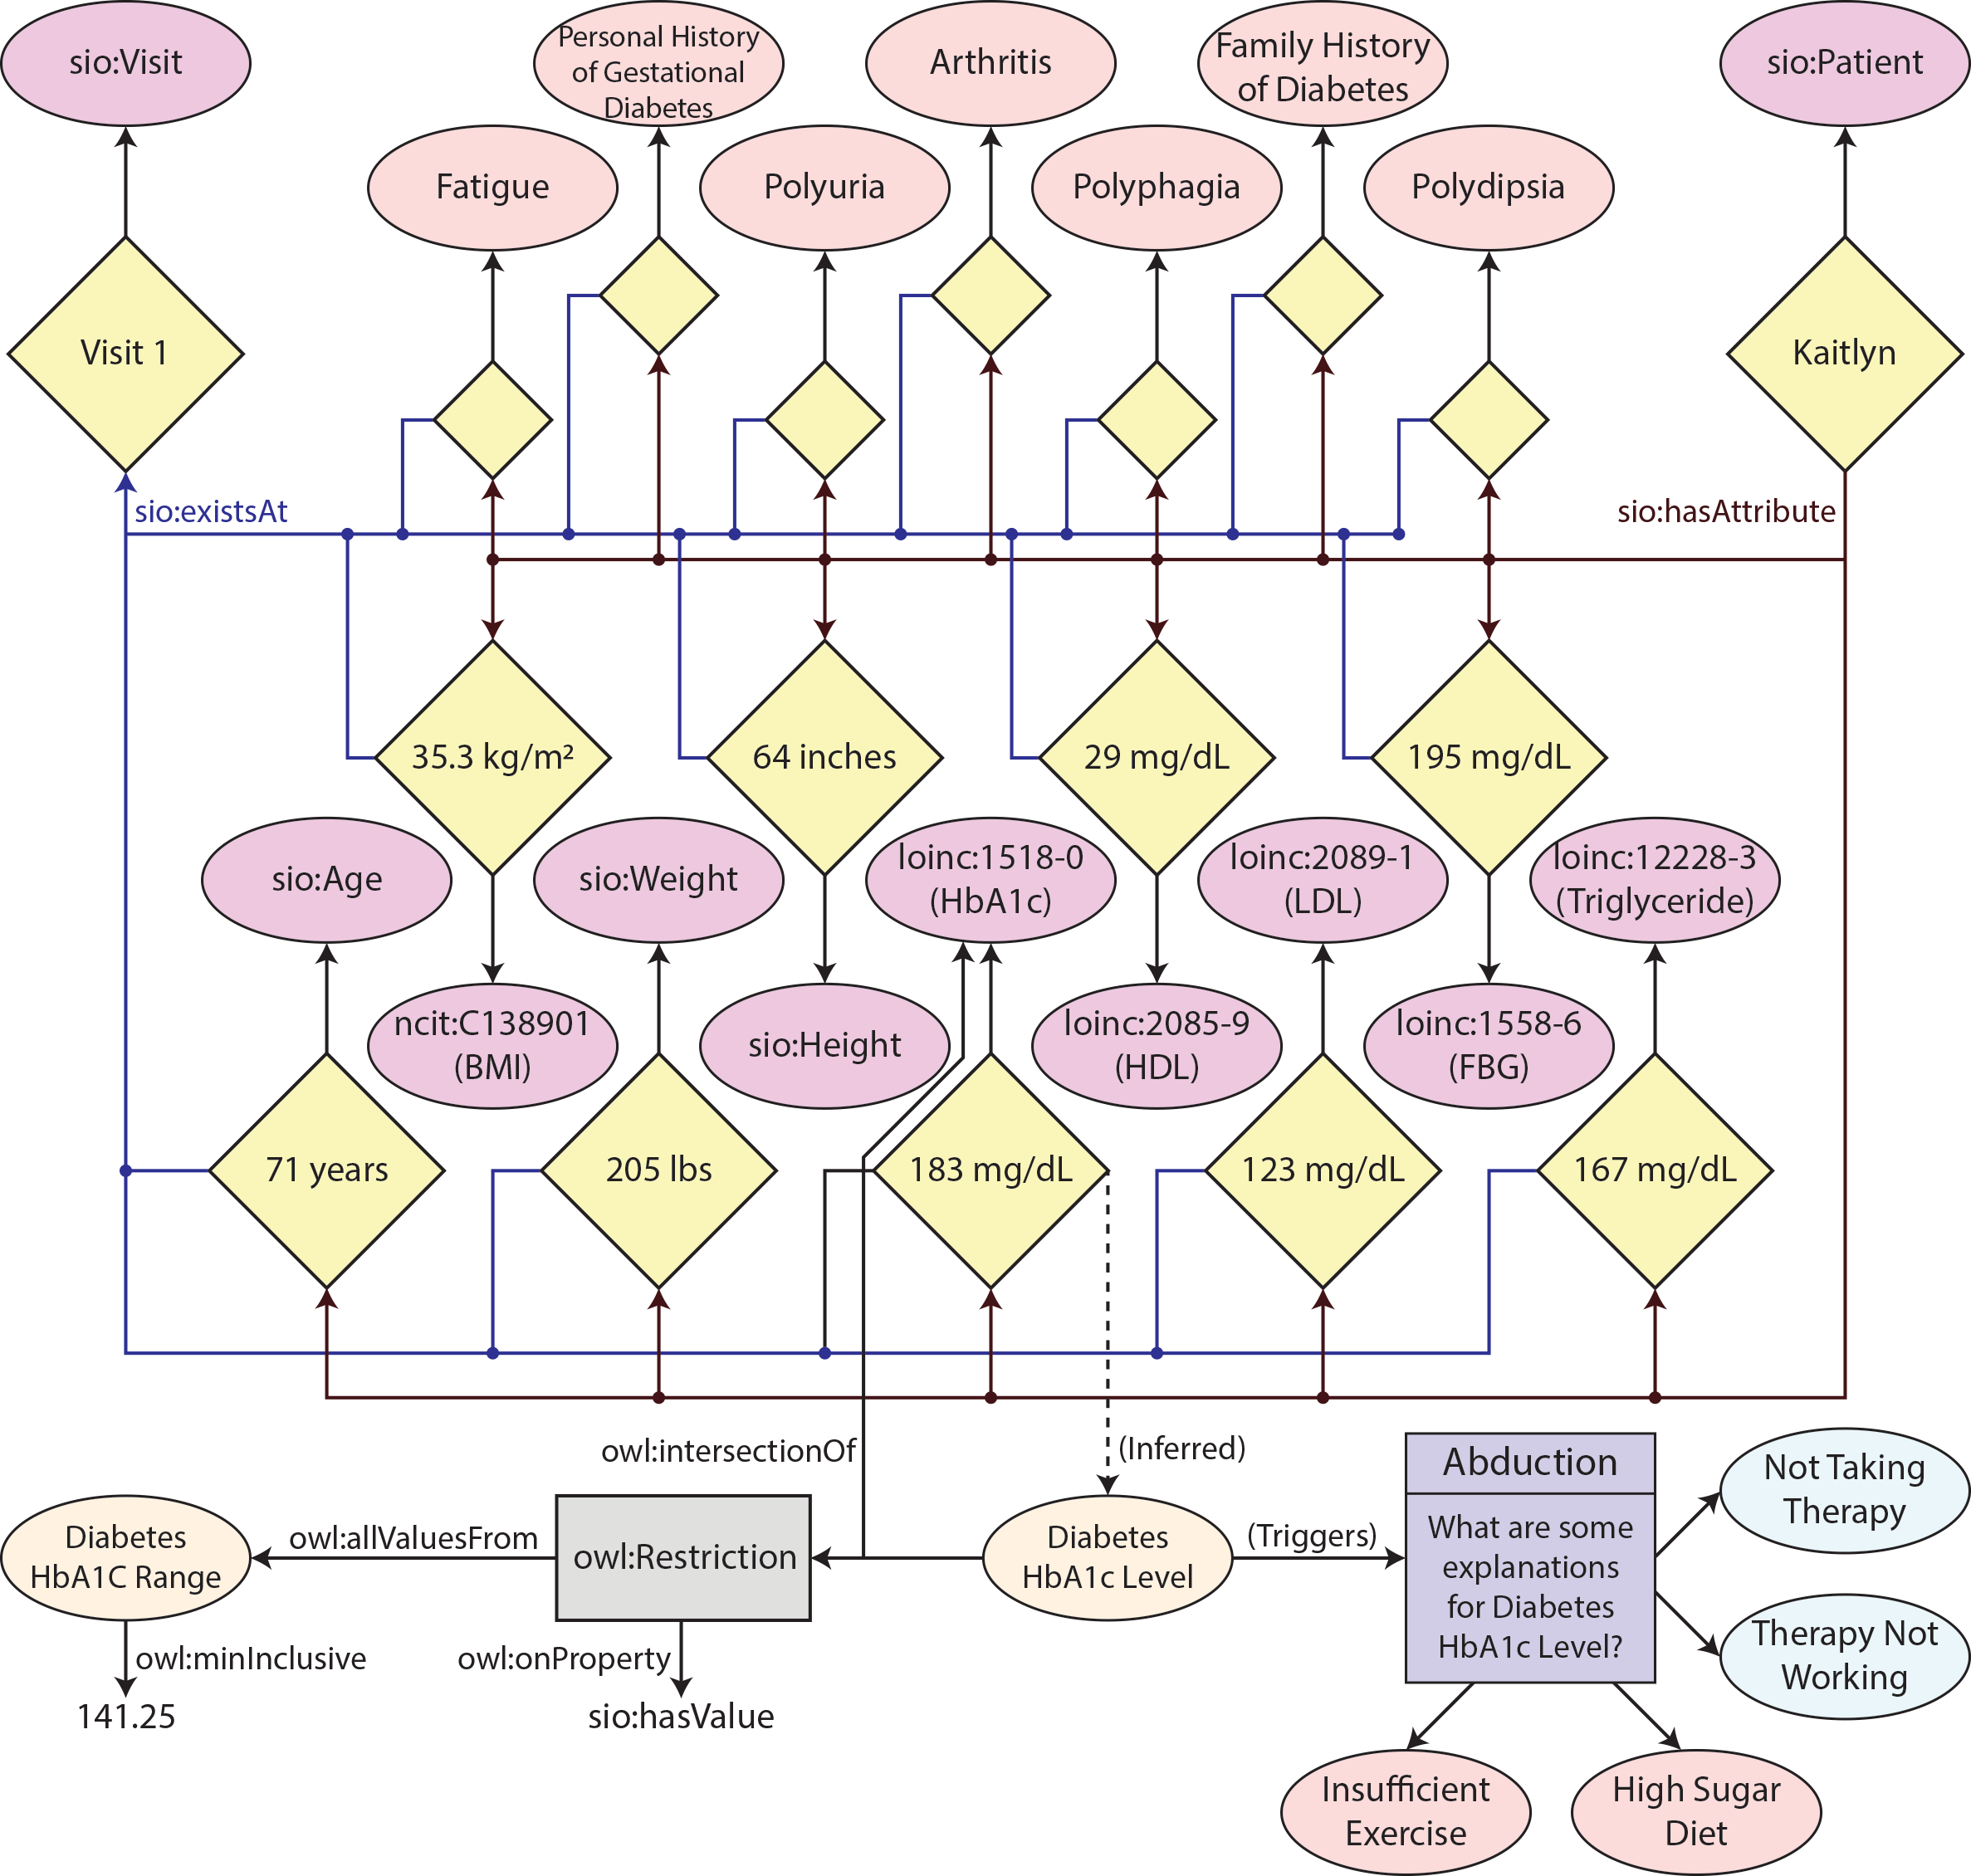 sio:Visit
Personal History
of Gestational
Diabetes
Arthritis
Family History
of Diabetes
sio:Patient
Fatigue
Polyuria
Polyphagia
Polydipsia
Visit 1
Kaitlyn
sio:existsAt
sio:hasAttribute
35.3 kg/m²
64 inches
29 mg/dL
195 mg/dL
sio:Age
sio:Weight
loinc:1518-0
(HbA1c)
loinc:2089-1
(LDL)
loinc:12228-3
(Triglyceride)
ncit:C138901
(BMI)
sio:Height
loinc:2085-9
(HDL)
loinc:1558-6
(FBG)
71 years
205 lbs
183 mg/dL
123 mg/dL
167 mg/dL
owl:intersectionOf
(Inferred)
Abduction
What are some
explanations
for Diabetes
HbA1c Level?
Not Taking
Therapy
Diabetes
HbA1C Range
owl:allValuesFrom
owl:Restriction
Diabetes
HbA1c Level
(Triggers)
Therapy Not
Working
owl:minInclusive
141.25
owl:onProperty
sio:hasValue
Insufficient
Exercise
High Sugar
Diet